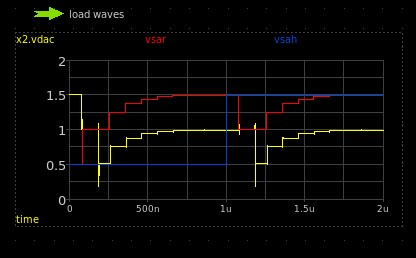 load waves
x2.vdac vsar vsah
2
1.5
1
0.5
0
0 500n 1u 1.5u 2u
time